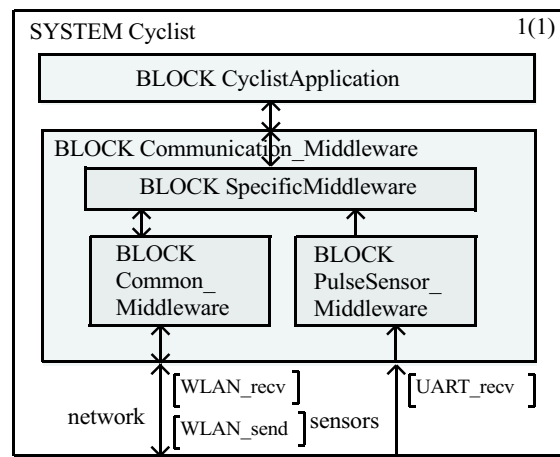 SYSTEM Cyclist 1(1)
BLOCK CyclistApplication
BLOCK Communication_Middleware
BLOCK SpecificMiddleware
BLOCK
Common_
Middleware
BLOCK
PulseSensor_
Middleware
[WLAN_recv]
[UART_recv]
network
[WLAN_send]
sensors